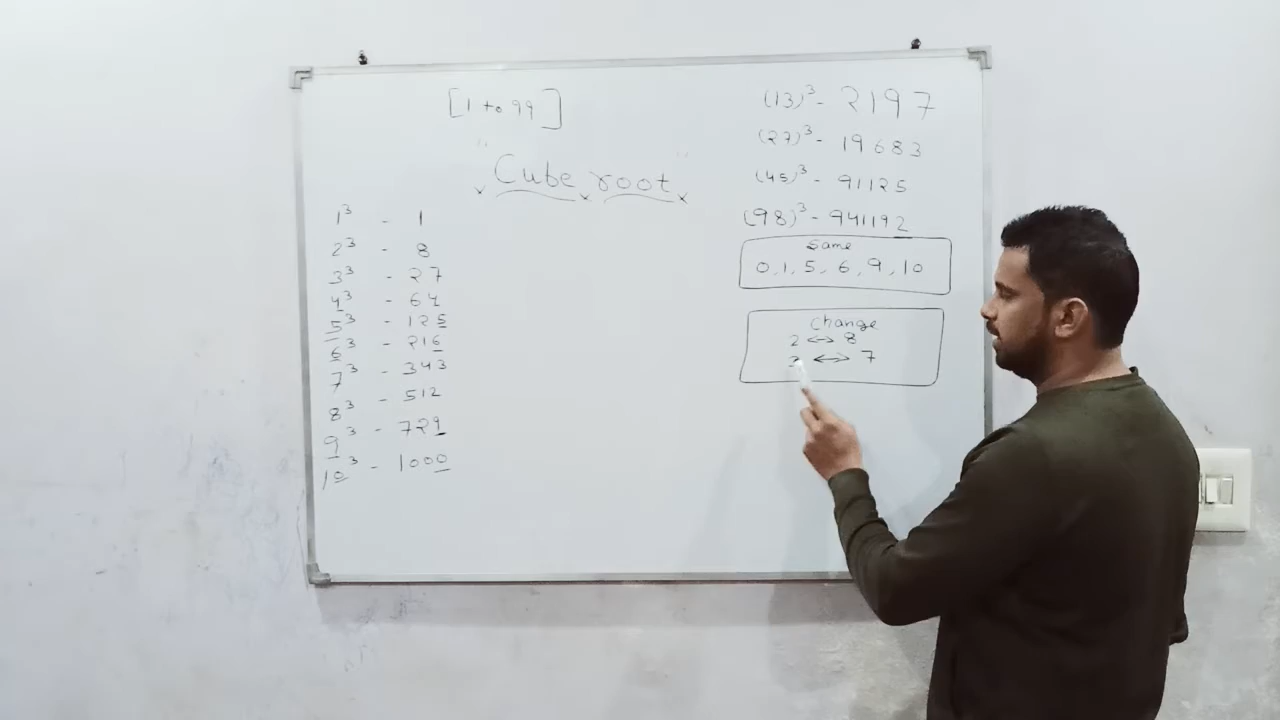 [1 to 99]
"Cube root"
1³ - 1
2³ - 8
3³ - 27
4³ - 64
5³ - 125
6³ - 216
7³ - 343
8³ - 512
9³ - 729
10³ - 1000
(13)³ - 2197
(27)³ - 19683
(45)³ - 91125
(98)³ - 941192
Same
0, 1, 5, 6, 9, 10
Change
2 ↔ 8
3 ↔ 7